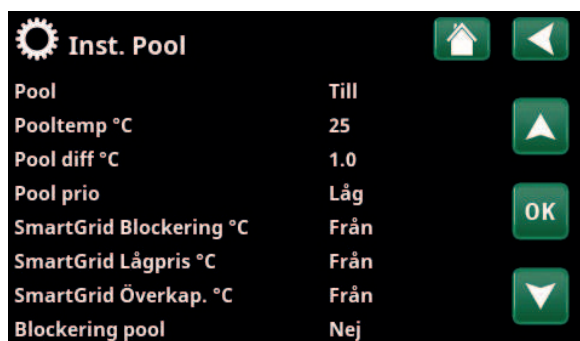 Inst. Pool
Pool Till
Pooltemp °C 25
Pool diff °C 1.0
Pool prio Låg
SmartGrid Blockering °C Från
SmartGrid Lågpris °C Från
SmartGrid Överkap. °C Från
Blockering pool Nej
OK